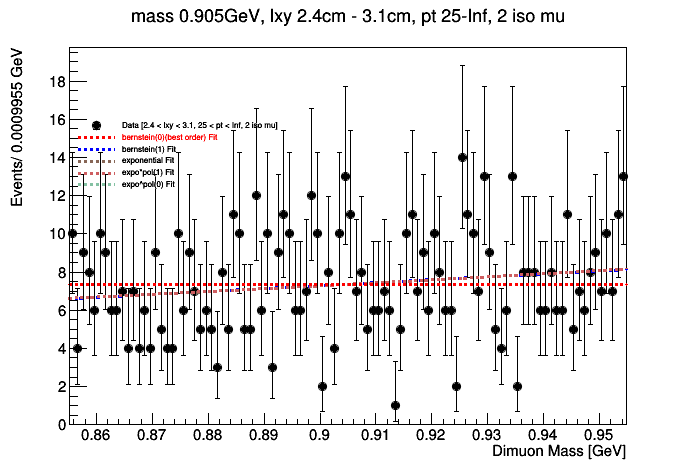 mass 0.905GeV, lxy 2.4cm - 3.1cm, pt 25-Inf, 2 iso mu
Events/ 0.0009955 GeV
18
16
14
12
10
8
6
4
2
0
Data [2.4 < lxy < 3.1, 25 < pt < Inf, 2 iso mu]
bernstein(0)(best order) Fit
bernstein(1) Fit
exponential Fit
expo*pol(1) Fit
expo*pol(0) Fit
0.86 0.87 0.88 0.89 0.9 0.91 0.92 0.93 0.94 0.95
Dimuon Mass [GeV]